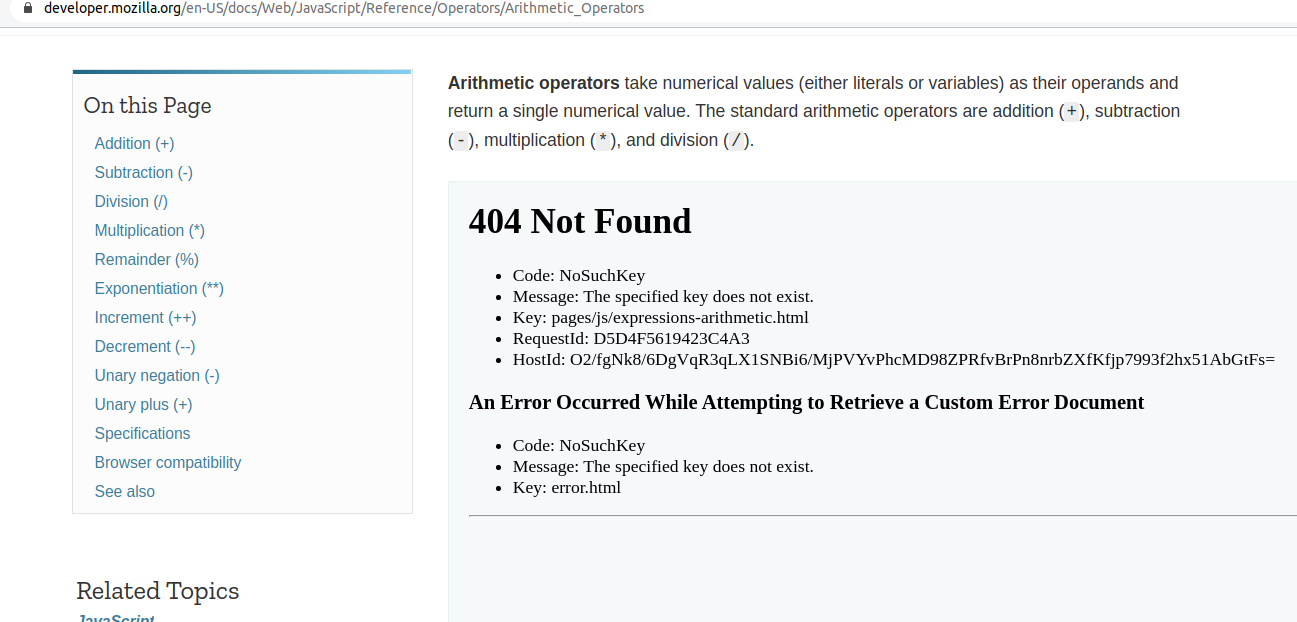 developer.mozilla.org/en-US/docs/Web/JavaScript/Reference/Operators/Arithmetic_Operators
On this Page
Addition (+)
Subtraction (-)
Division (/)
Multiplication (*)
Remainder (%)
Exponentiation (**)
Increment (++)
Decrement (--)
Unary negation (-)
Unary plus (+)
Specifications
Browser compatibility
See also
Related Topics
JavaScript
Arithmetic operators take numerical values (either literals or variables) as their operands and
return a single numerical value. The standard arithmetic operators are addition (+), subtraction
(-), multiplication (*), and division (/).
404 Not Found
• Code: NoSuchKey
• Message: The specified key does not exist.
• Key: pages/js/expressions-arithmetic.html
• RequestId: D5D4F5619423C4A3
• HostId: O2/fgNk8/6DgVqR3qLX1SNBi6/MjPVYvPhcMD98ZPRfvBrPn8nrbZXfKfjp7993f2hx51AbGtFs=
An Error Occurred While Attempting to Retrieve a Custom Error Document
• Code: NoSuchKey
• Message: The specified key does not exist.
• Key: error.html